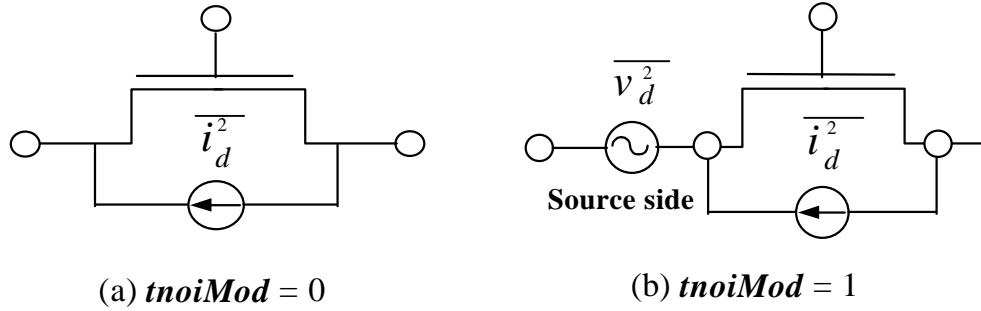 i_d^2
v_d^2
i_d^2
Source side
(a) tnoiMod = 0
(b) tnoiMod = 1